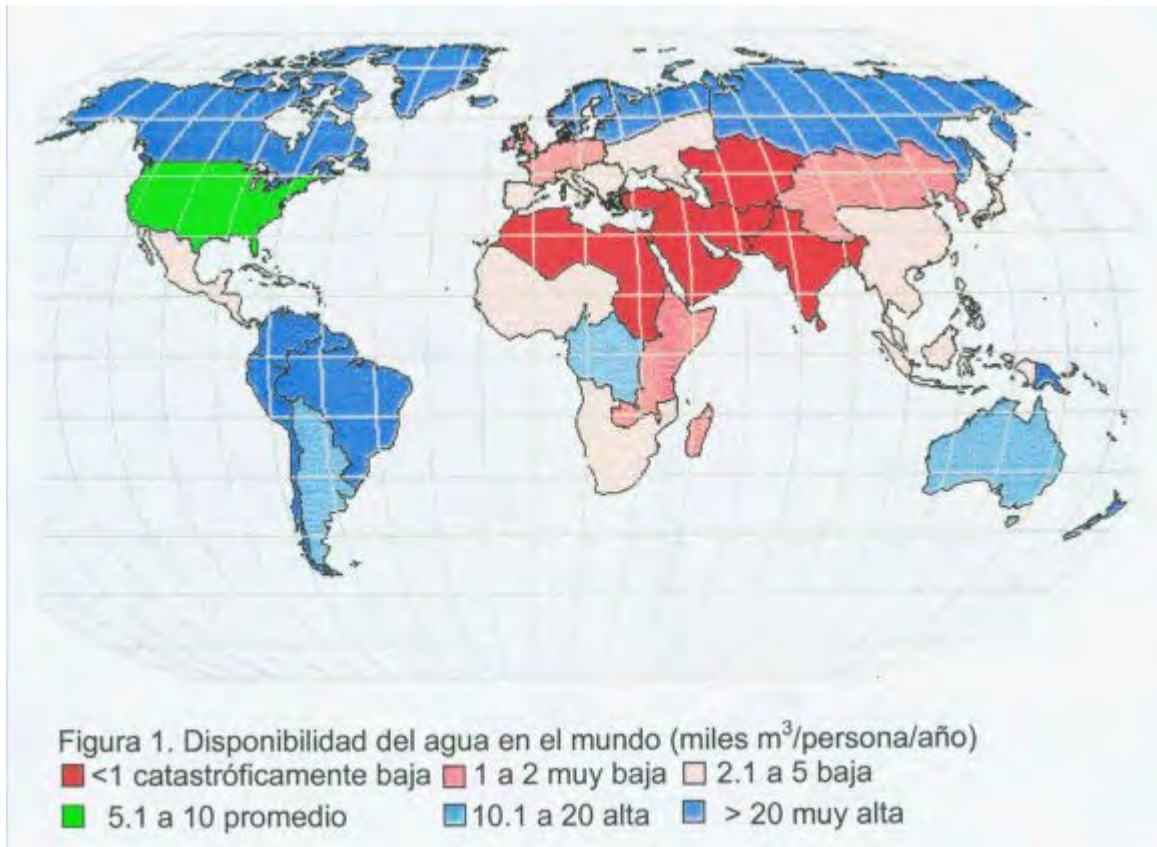 Figura 1. Disponibilidad del agua en el mundo (miles m³/persona/año)
<1 catastróficamente baja 1 a 2 muy baja 2.1 a 5 baja
5.1 a 10 promedio 10.1 a 20 alta > 20 muy alta